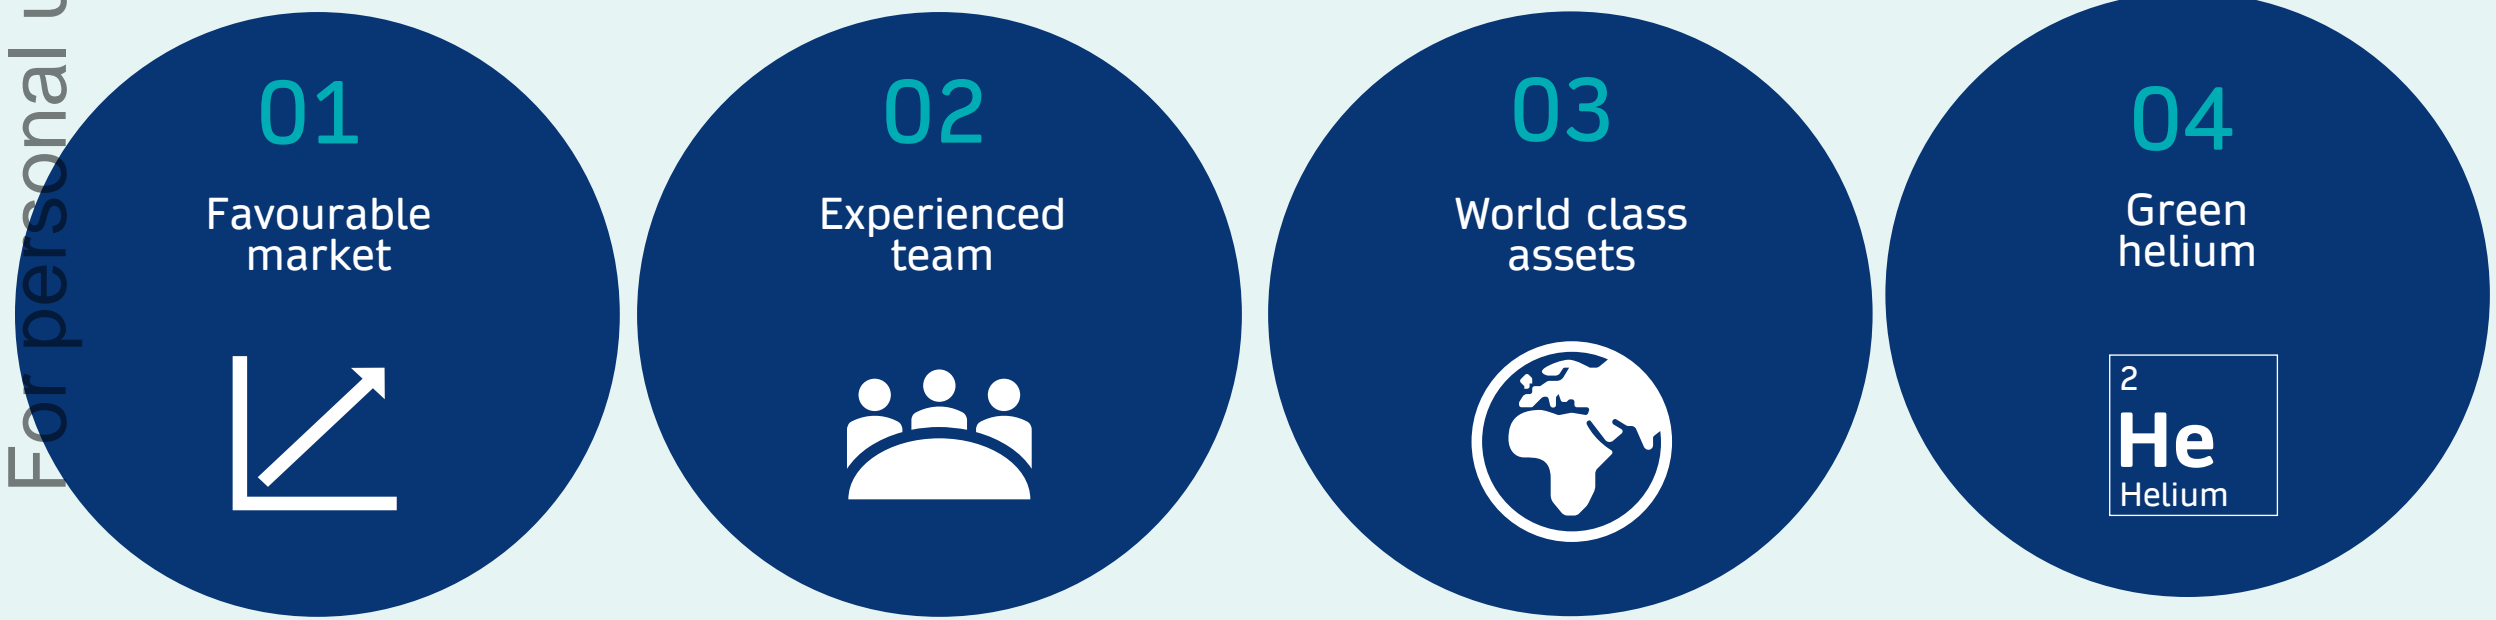 For personal u
01
Favourable
market
02
Experienced
team
03
World class
assets
04
Green
helium
2
He
Helium